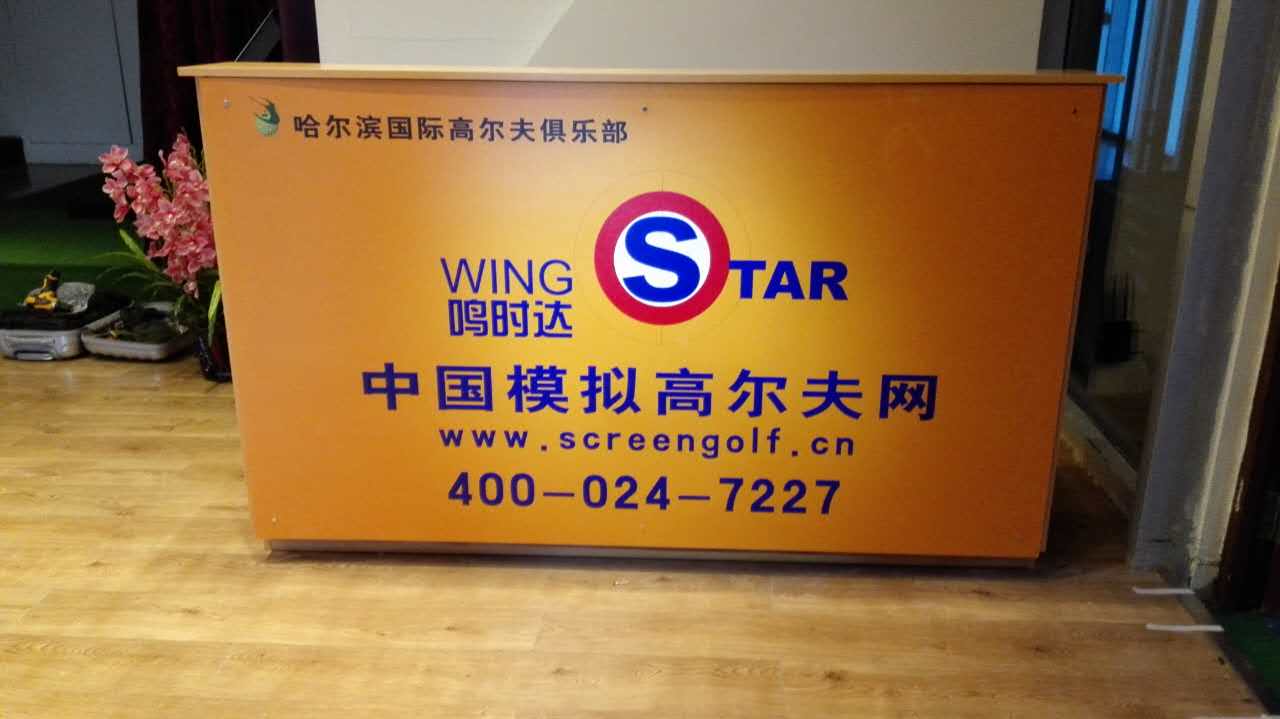 哈尔滨国际高尔夫俱乐部
WING STAR
鸣时达
中国模拟高尔夫网
www.screengolf.cn
400-024-7227